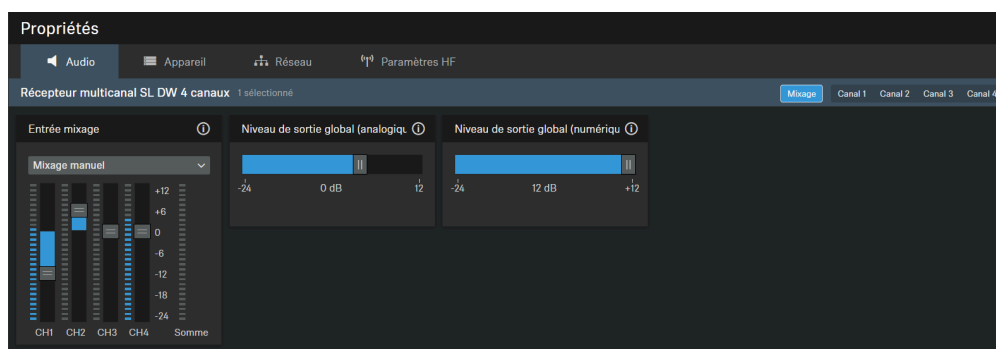 Propriétés
Audio Appareil Réseau Paramètres HF
Récepteur multicanal SL DW 4 canaux 1 sélectionné Mixage Canal 1 Canal 2 Canal 3 Canal 4
Entrée mixage Niveau de sortie global (analogiqu Niveau de sortie global (numériqu
Mixage manuel
-24 0 dB 12 -24 12 dB +12
+12
+6
0
-6
-12
-18
-24
CH1 CH2 CH3 CH4 Somme